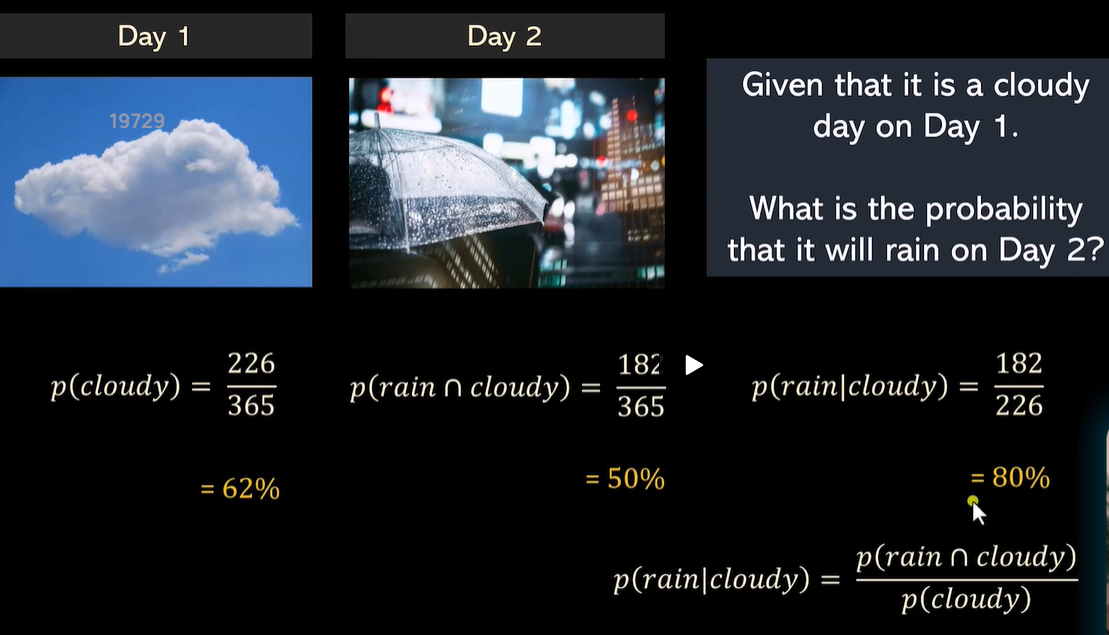 Day 1
Day 2
19729
Given that it is a cloudy
day on Day 1.
What is the probability
that it will rain on Day 2?
p(cloudy) = 226/365
= 62%
p(rain ∩ cloudy) = 182/365
= 50%
p(rain|cloudy) = 182/226
= 80%
p(rain|cloudy) = p(rain ∩ cloudy)/p(cloudy)